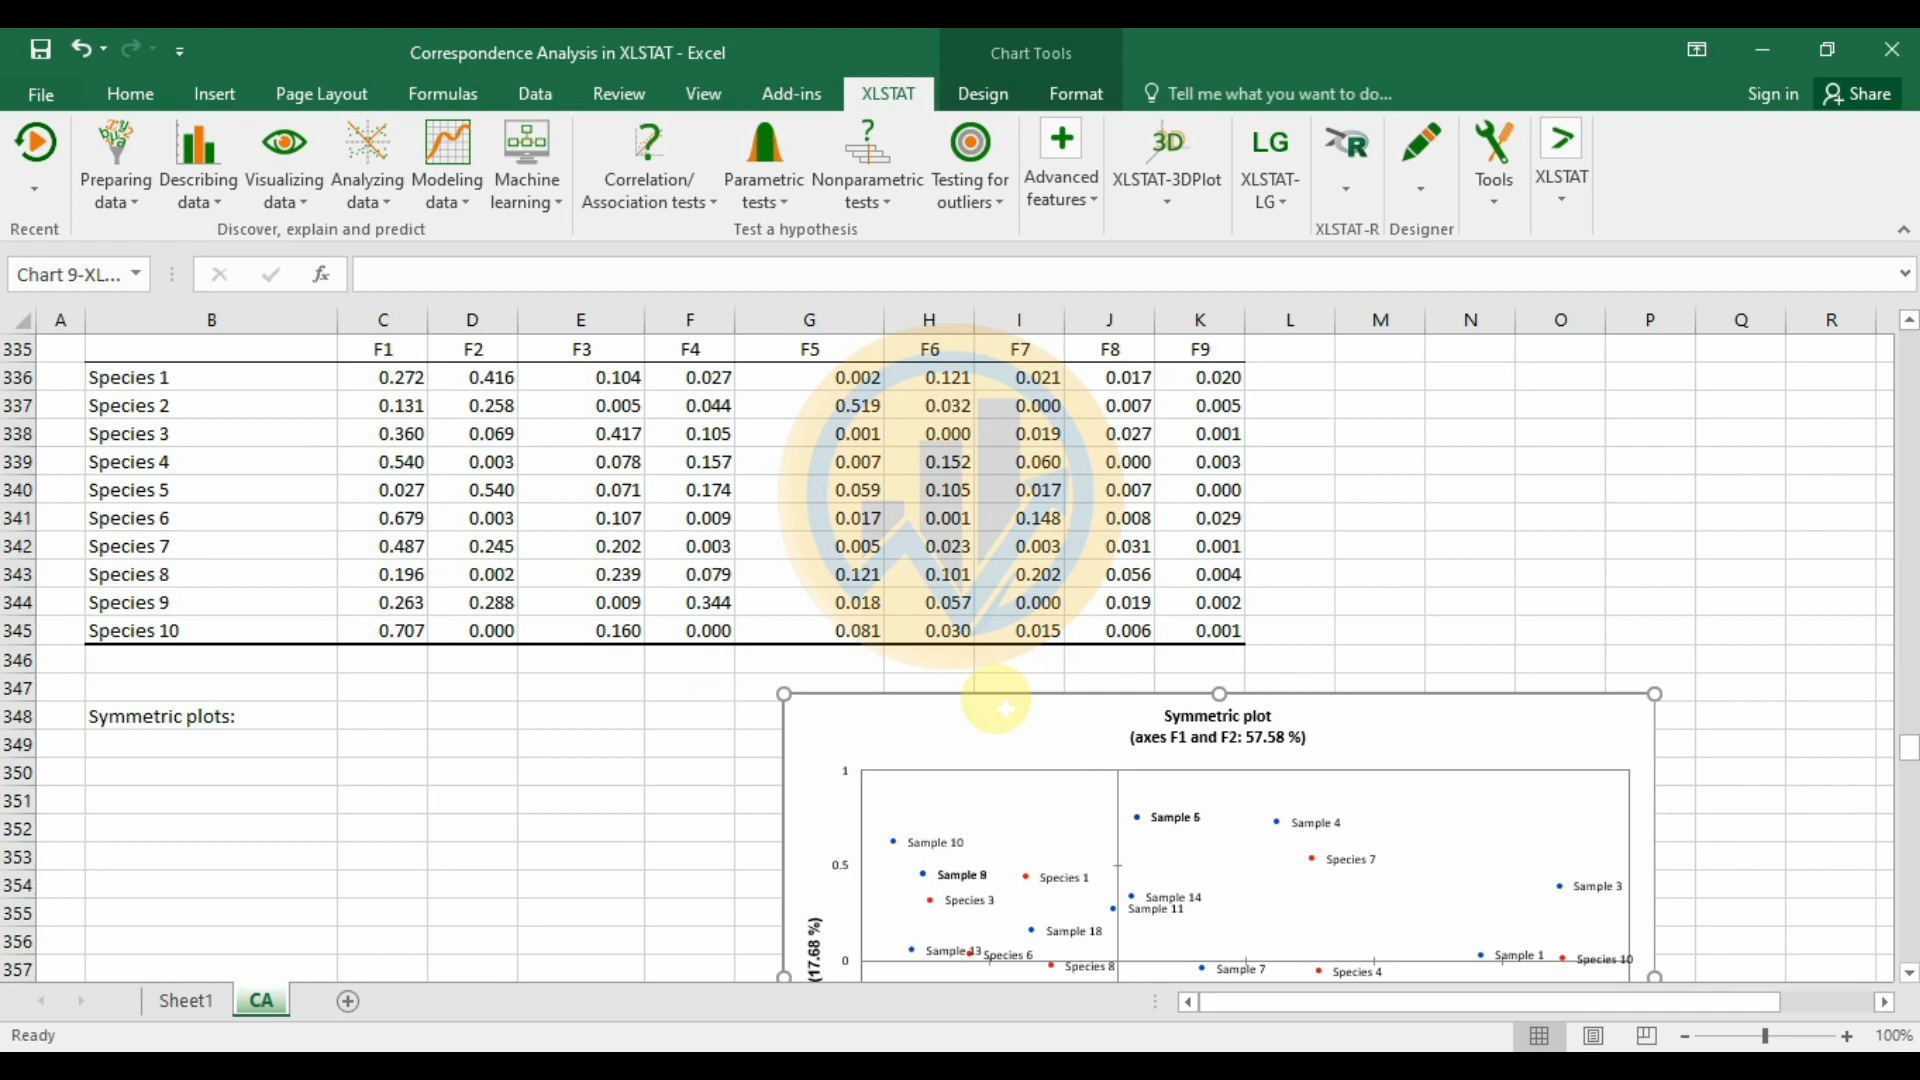 Correspondence Analysis in XLSTAT - Excel
Chart Tools
File Home Insert Page Layout Formulas Data Review View Add-ins XLSTAT Design Format Tell me what you want to do... Sign in Share
Preparing data Describing data Visualizing data Analyzing data Modeling data Machine learning Correlation/ Association tests Parametric tests Nonparametric tests Testing for outliers Advanced features XLSTAT-3DPlot XLSTAT-LG Tools XLSTAT
Recent Discover, explain and predict Test a hypothesis XLSTAT-R Designer
Chart 9-XL... fx
A B C D E F G H I J K L M N O P Q R
335 F1 F2 F3 F4 F5 F6 F7 F8 F9
336 Species 1 0.272 0.416 0.104 0.027 0.002 0.121 0.021 0.017 0.020
337 Species 2 0.131 0.258 0.005 0.044 0.519 0.032 0.000 0.007 0.005
338 Species 3 0.360 0.069 0.417 0.105 0.001 0.000 0.019 0.027 0.001
339 Species 4 0.540 0.003 0.078 0.157 0.007 0.152 0.060 0.000 0.003
340 Species 5 0.027 0.540 0.071 0.174 0.059 0.105 0.017 0.007 0.000
341 Species 6 0.679 0.003 0.107 0.009 0.017 0.001 0.148 0.008 0.029
342 Species 7 0.487 0.245 0.202 0.003 0.005 0.023 0.003 0.031 0.001
343 Species 8 0.196 0.002 0.239 0.079 0.121 0.101 0.202 0.056 0.004
344 Species 9 0.263 0.288 0.009 0.344 0.018 0.057 0.000 0.019 0.002
345 Species 10 0.707 0.000 0.160 0.000 0.081 0.030 0.015 0.006 0.001
346
347
348 Symmetric plots:
349
350
351
352
353
354
355
356
357
Symmetric plot
(axes F1 and F2: 57.58 %)
1
Sample 5
Sample 4
Sample 10
Species 7
0.5
Sample 8
Species 1
Sample 3
Species 3
Sample 14
Sample 11
Sample 18
Sample 13
Species 6
Sample 1
Species 10
0
Species 8
Sample 7
Species 4
(17.68 %)
Sheet1 CA
Ready 100%